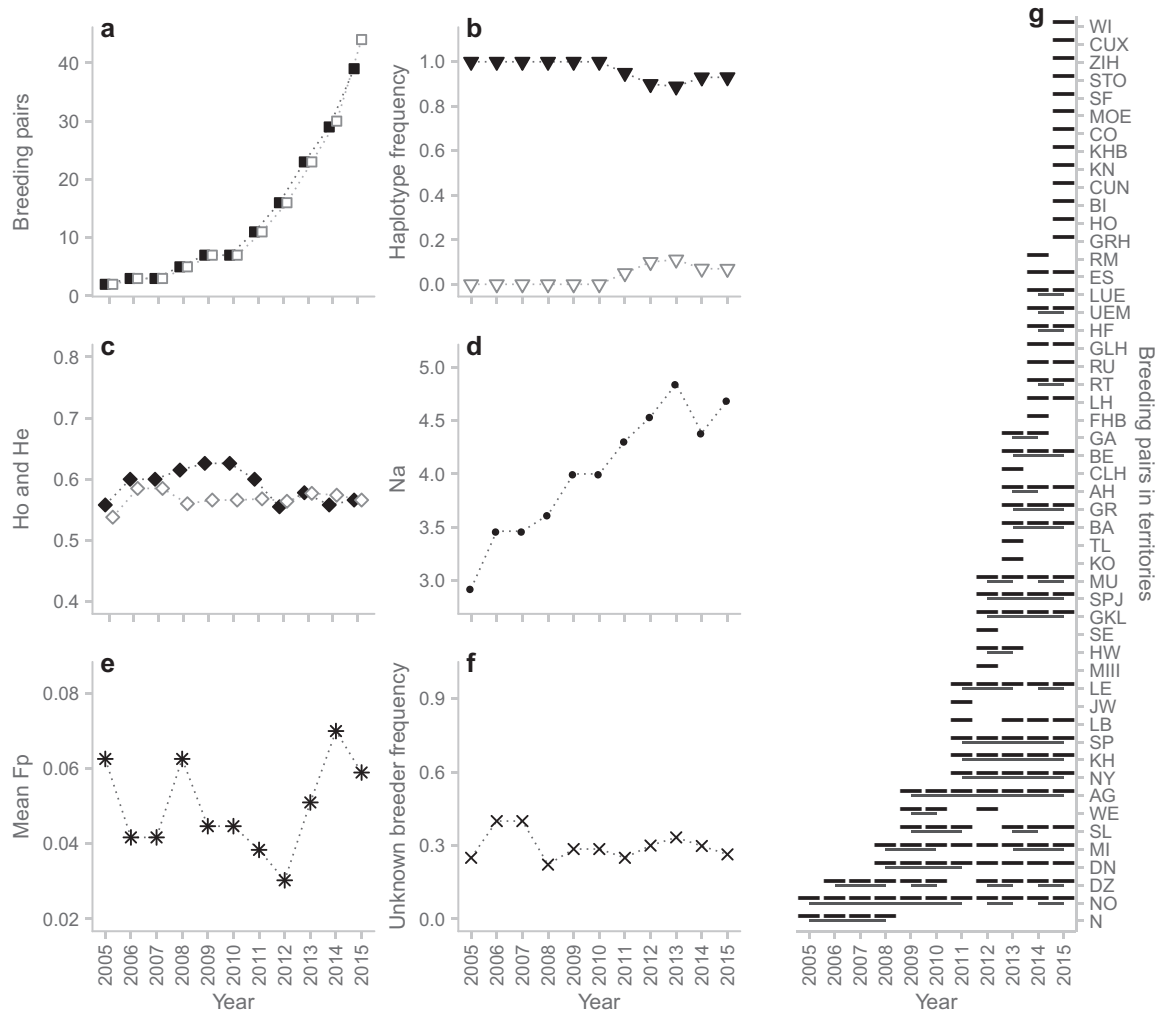 a
Breeding pairs
40
30
20
10
0
b
Haplotype frequency
1.0
0.8
0.6
0.4
0.2
0.0
c
Ho and He
0.8
0.7
0.6
0.5
0.4
d
Na
5.0
4.5
4.0
3.5
3.0
e
Mean Fp
0.08
0.06
0.04
0.02
2005 2006 2007 2008 2009 2010 2011 2012 2013 2014 2015
Year
f
Unknown breeder frequency
0.9
0.6
0.3
0.0
2005 2006 2007 2008 2009 2010 2011 2012 2013 2014 2015
Year
g
WI
CUX
ZIH
STO
SF
MOE
CO
KHB
KN
CUN
BI
HO
GRH
RM
ES
LUE
UEM
HF
GLH
RU
RT
LH
FHB
GA
BE
CLH
AH
GR
BA
TL
KO
MU
SPJ
GKL
SE
HW
MIII
LE
JW
LB
SP
KH
NY
AG
WE
SL
MI
DN
DZ
NO
N
Breeding pairs in territories
2005 2006 2007 2008 2009 2010 2011 2012 2013 2014 2015
Year